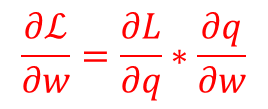 ∂ℒ/∂w = ∂L/∂q * ∂q/∂w